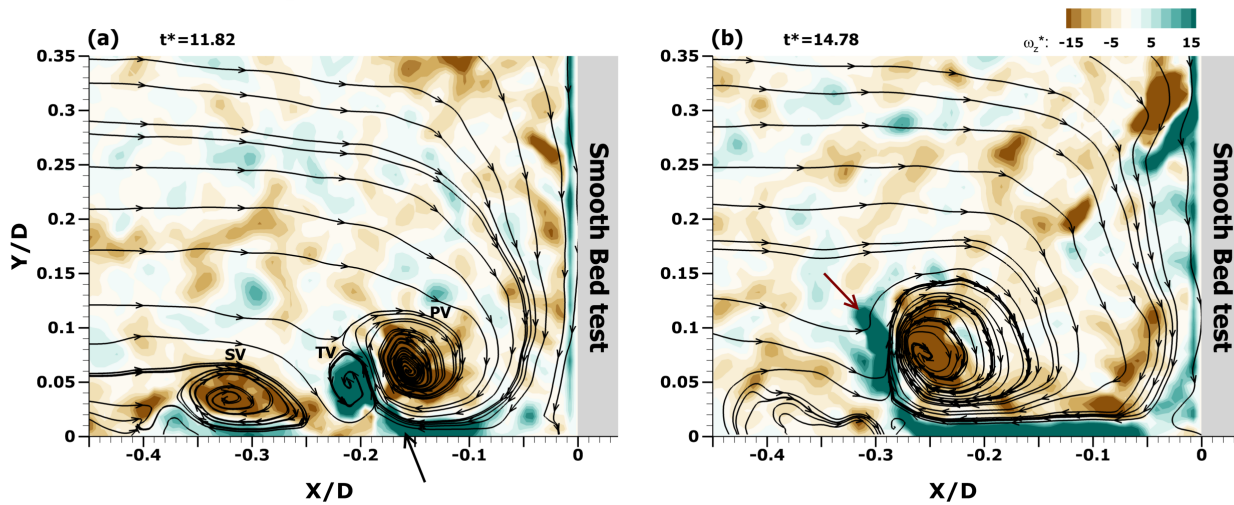 (a) t*=11.82
0.35
0.3
0.25
0.2
0.15
0.1
0.05
0
Y/D
SV
TV
PV
-0.4 -0.3 -0.2 -0.1 0
X/D
Smooth Bed test
(b) t*=14.78
ωz*: -15 -5 5 15
0.35
0.3
0.25
0.2
0.15
0.1
0.05
0
-0.4 -0.3 -0.2 -0.1 0
X/D
Smooth Bed test